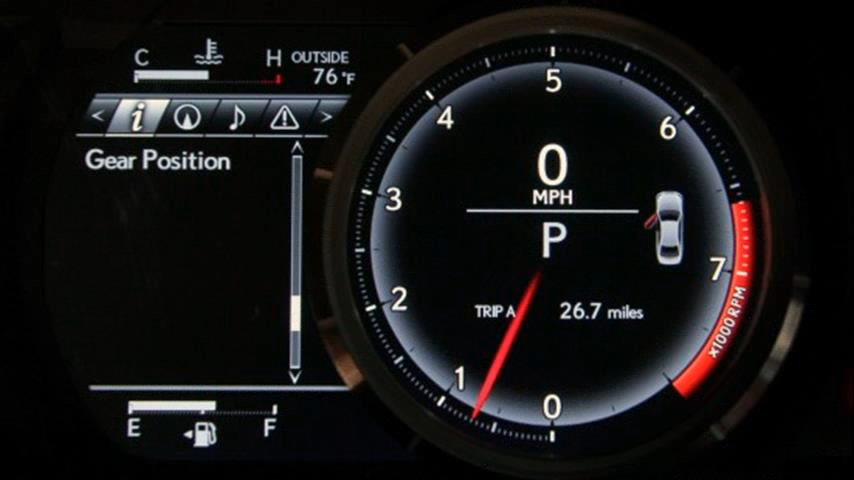 C H OUTSIDE
76 °F
< i >
Gear Position
E F
5
4 6
0
MPH
3
P
7
2
TRIP A 26.7 miles
x1000 RPM
1
0